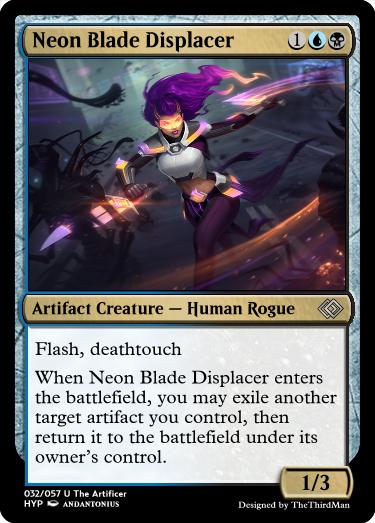 Neon Blade Displacer 1
Artifact Creature — Human Rogue
Flash, deathtouch
When Neon Blade Displacer enters
the battlefield, you may exile another
target artifact you control, then
return it to the battlefield under its
owner's control.
1/3
032/057 U The Artificer
HYP ANDANTONIUS Designed by TheThirdMan